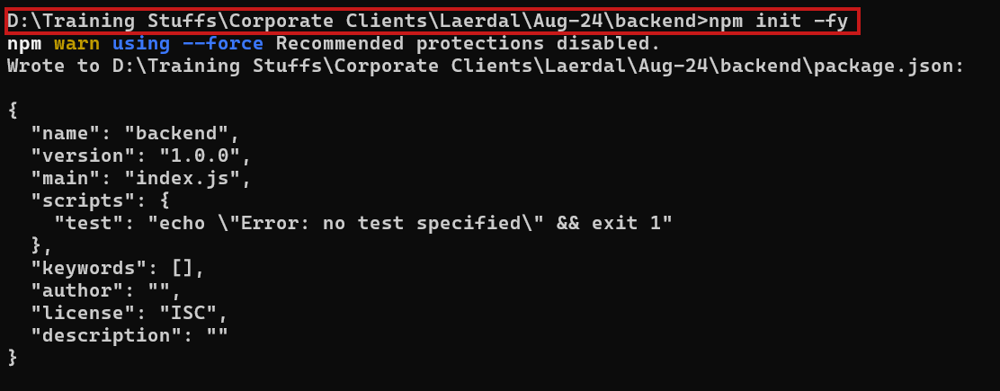 D:\Training Stuffs\Corporate Clients\Laerdal\Aug-24\backend>npm init -fy
npm warn using --force Recommended protections disabled.
Wrote to D:\Training Stuffs\Corporate Clients\Laerdal\Aug-24\backend\package.json:

{
  "name": "backend",
  "version": "1.0.0",
  "main": "index.js",
  "scripts": {
    "test": "echo \"Error: no test specified\" && exit 1"
  },
  "keywords": [],
  "author": "",
  "license": "ISC",
  "description": ""
}